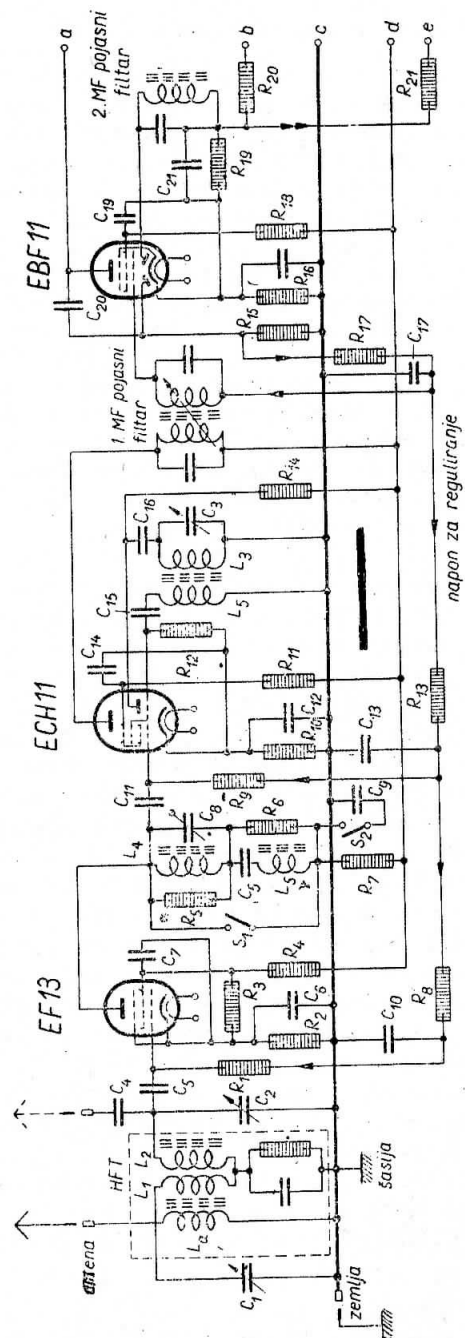 EF13
ECH11
EBF11
antena
HFT
L1
L2
La
C1
zemlja
šasija
C4
C5
R1
C2
C7
R3
R4
C6
R2
C10
R8
L4
R5
C8
C5
L5
R6
S1
S2
C9
R7
C11
R9
C14
C15
C16
R12
L5
L3
C3
R11
R10
C12
C13
R13
R14
1. MF pojasni
filtar
C20
C19
R15
R16
R18
R17
C17
C21
R19
2. MF pojasni
filtar
R20
R21
a
b
c
d
e
napon za reguliranje